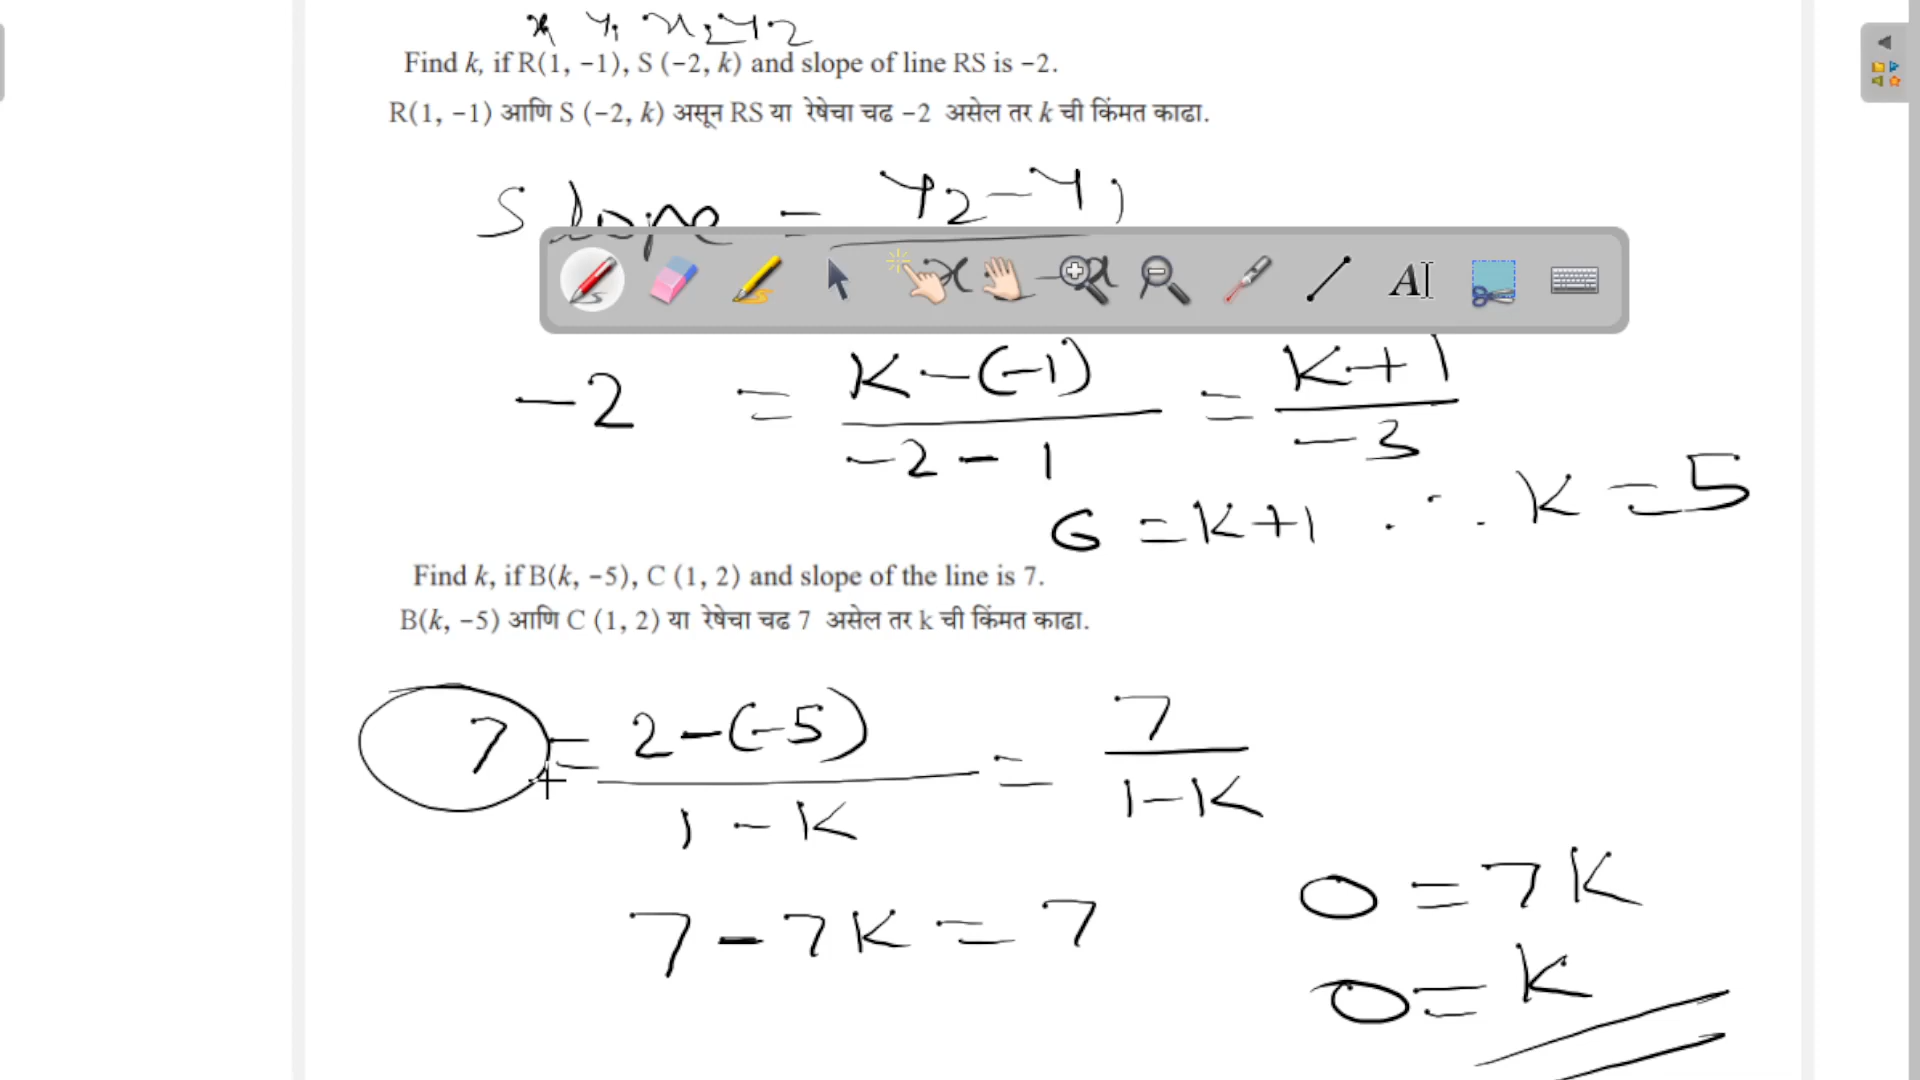 x y₁ x₂ y₂
Find k, if R(1, −1), S (−2, k) and slope of line RS is −2.
R(1, −1) आणि S (−2, k) असून RS या रेषेचा चढ −2 असेल तर k ची किंमत काढा.
Slope = y₂ − y₁
x − x
AI
−2 = K − (−1) / −2 − 1 = K + 1 / −3
6 = K + 1 ∴ K = 5
Find k, if B(k, −5), C (1, 2) and slope of the line is 7.
B(k, −5) आणि C (1, 2) या रेषेचा चढ 7 असेल तर k ची किंमत काढा.
7 = 2 − (−5) / 1 − K = 7 / 1 − K
7 − 7K = 7
0 = 7K
0 = K